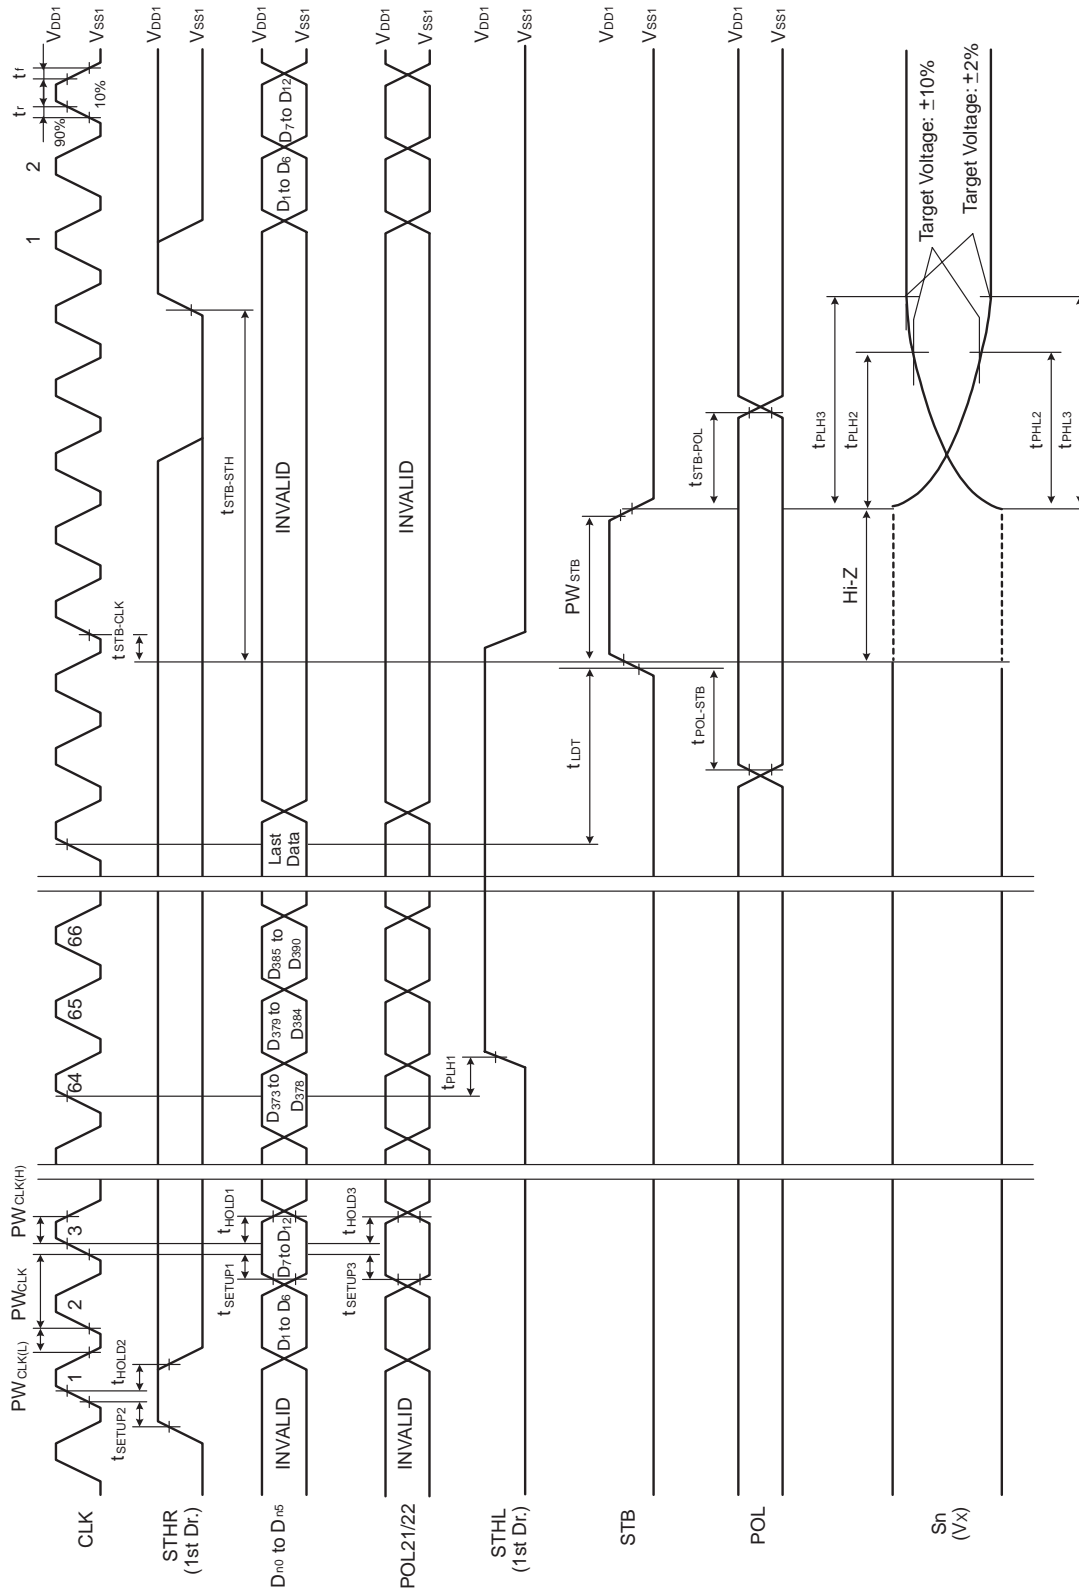 CLK
PWCLK(L)
PWCLK
PWCLK(H)
1
2
3
64
65
66
1
2
tr
tf
90%
10%
VDD1
VSS1
tSETUP2
tHOLD2
tSTB-CLK
STHR
(1st Dr.)
VDD1
VSS1
tSETUP1
tHOLD1
tSTB-STH
Dn0 to Dn5
INVALID
D1 to D6
D7 to D12
D373 to
D378
D379 to
D384
D385 to
D390
Last
Data
INVALID
D1 to D6
D7 to D12
VDD1
VSS1
tSETUP3
tHOLD3
POL21/22
INVALID
INVALID
VDD1
VSS1
tPLH1
STHL
(1st Dr.)
VDD1
VSS1
tLDT
PWSTB
STB
VDD1
VSS1
tPOL-STB
tSTB-POL
POL
VDD1
VSS1
tPLH3
tPLH2
Hi-Z
Target Voltage: ±10%
Target Voltage: ±2%
Sn
(VX)
tPHL2
tPHL3